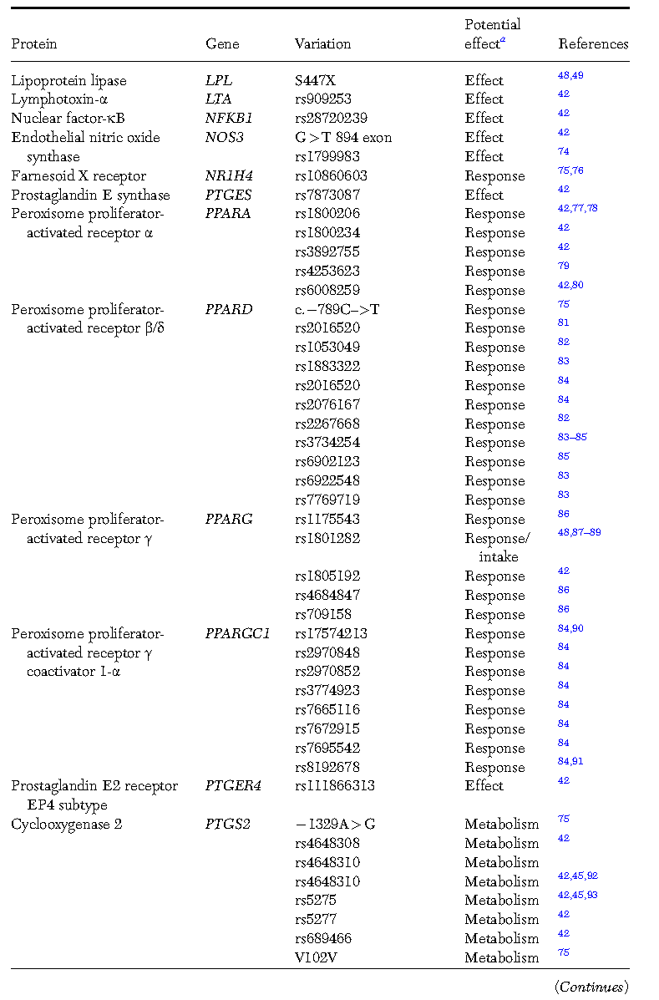 Potential
Protein Gene Variation effectᵃ References
Lipoprotein lipase LPL S447X Effect 48,49
Lymphotoxin-α LTA rs909253 Effect 42
Nuclear factor-κB NFKB1 rs28720239 Effect 42
Endothelial nitric oxide NOS3 G>T 894 exon Effect 42
synthase rs1799983 Effect 74
Farnesoid X receptor NR1H4 rs10860603 Response 75,76
Prostaglandin E synthase PTGES rs7873087 Effect 42
Peroxisome proliferator- PPARA rs1800206 Response 42,77,78
activated receptor α rs1800234 Response 42
rs3892755 Response 42
rs4253623 Response 79
rs6008259 Response 42,80
Peroxisome proliferator- PPARD c.−789C–>T Response 75
activated receptor β/δ rs2016520 Response 81
rs1053049 Response 82
rs1883322 Response 83
rs2016520 Response 84
rs2076167 Response 84
rs2267668 Response 82
rs3734254 Response 83–85
rs6902123 Response 85
rs6922548 Response 83
rs7769719 Response 83
Peroxisome proliferator- PPARG rs1175543 Response 86
activated receptor γ rs1801282 Response/ 48,87–89
intake
rs1805192 Response 42
rs4684847 Response 86
rs709158 Response 86
Peroxisome proliferator- PPARGC1 rs17574213 Response 84,90
activated receptor γ rs2970848 Response 84
coactivator 1-α rs2970852 Response 84
rs3774923 Response 84
rs7665116 Response 84
rs7672915 Response 84
rs7695542 Response 84
rs8192678 Response 84,91
Prostaglandin E2 receptor PTGER4 rs111866313 Effect 42
EP4 subtype
Cyclooxygenase 2 PTGS2 −1329A>G Metabolism 75
rs4648308 Metabolism 42
rs4648310 Metabolism
rs4648310 Metabolism 42,45,92
rs5275 Metabolism 42,45,93
rs5277 Metabolism 42
rs689466 Metabolism 42
V102V Metabolism 75
(Continues)